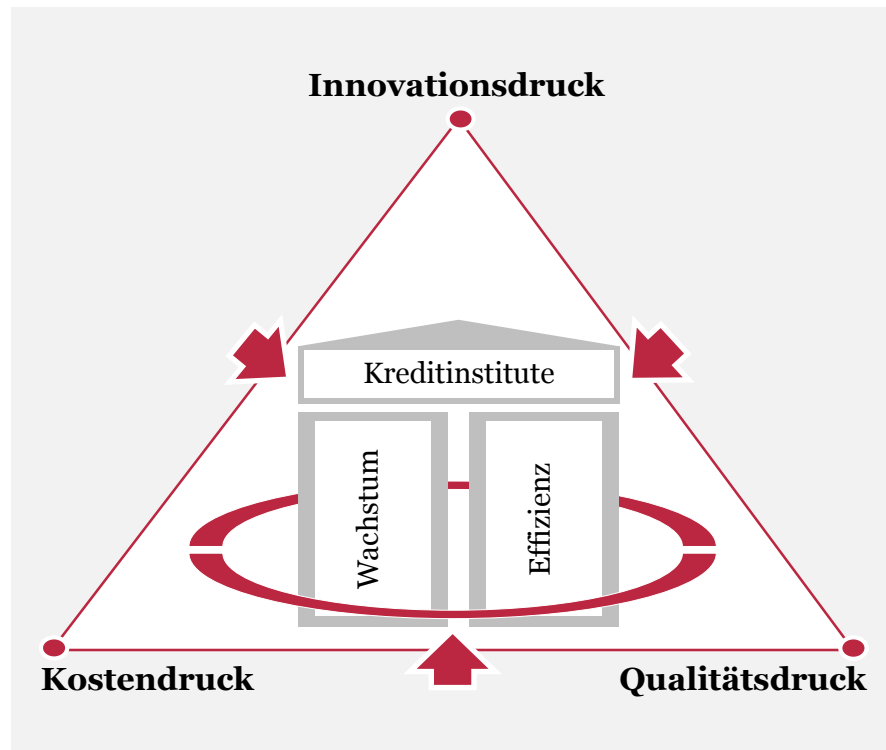 Innovationsdruck
Kreditinstitute
Wachstum
Effizienz
Kostendruck
Qualitätsdruck